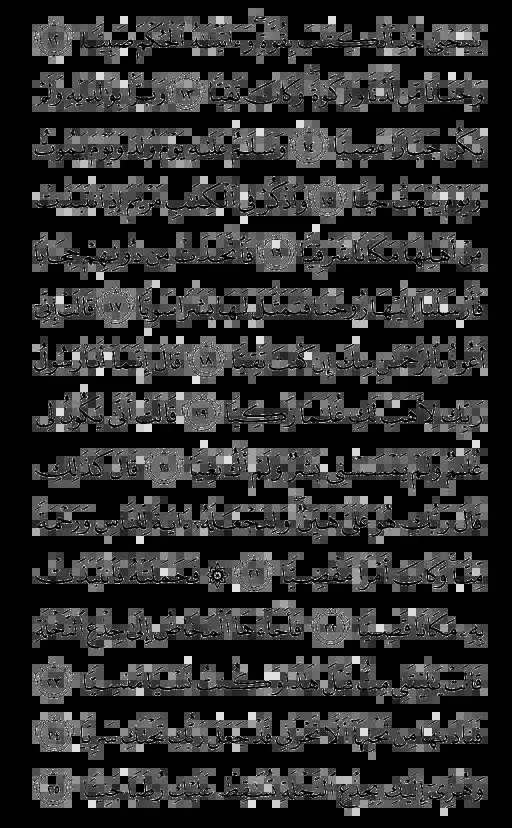 يَٰيَحْيَىٰ خُذِ ٱلْكِتَٰبَ بِقُوَّةٍ وَءَاتَيْنَٰهُ ٱلْحُكْمَ صَبِيًّا ١٢
وَحَنَانًا مِّن لَّدُنَّا وَزَكَوٰةً وَكَانَ تَقِيًّا ١٣ وَبَرًّۢا بِوَٰلِدَيْهِ وَلَمْ
يَكُن جَبَّارًا عَصِيًّا ١٤ وَسَلَٰمٌ عَلَيْهِ يَوْمَ وُلِدَ وَيَوْمَ يَمُوتُ
وَيَوْمَ يُبْعَثُ حَيًّا ١٥ وَٱذْكُرْ فِى ٱلْكِتَٰبِ مَرْيَمَ إِذِ ٱنتَبَذَتْ
مِنْ أَهْلِهَا مَكَانًا شَرْقِيًّا ١٦ فَٱتَّخَذَتْ مِن دُونِهِمْ حِجَابًا
فَأَرْسَلْنَآ إِلَيْهَا رُوحَنَا فَتَمَثَّلَ لَهَا بَشَرًا سَوِيًّا ١٧ قَالَتْ إِنِّىٓ
أَعُوذُ بِٱلرَّحْمَٰنِ مِنكَ إِن كُنتَ تَقِيًّا ١٨ قَالَ إِنَّمَآ أَنَا۠ رَسُولُ
رَبِّكِ لِأَهَبَ لَكِ غُلَٰمًا زَكِيًّا ١٩ قَالَتْ أَنَّىٰ يَكُونُ لِى
غُلَٰمٌ وَلَمْ يَمْسَسْنِى بَشَرٌ وَلَمْ أَكُ بَغِيًّا ٢٠ قَالَ كَذَٰلِكِ
قَالَ رَبُّكِ هُوَ عَلَىَّ هَيِّنٌ وَلِنَجْعَلَهُۥٓ ءَايَةً لِّلنَّاسِ وَرَحْمَةً
مِّنَّا وَكَانَ أَمْرًا مَّقْضِيًّا ٢١ ۞ فَحَمَلَتْهُ فَٱنتَبَذَتْ
بِهِۦ مَكَانًا قَصِيًّا ٢٢ فَأَجَآءَهَا ٱلْمَخَاضُ إِلَىٰ جِذْعِ ٱلنَّخْلَةِ
قَالَتْ يَٰلَيْتَنِى مِتُّ قَبْلَ هَٰذَا وَكُنتُ نَسْيًا مَّنسِيًّا ٢٣
فَنَادَىٰهَا مِن تَحْتِهَآ أَلَّا تَحْزَنِى قَدْ جَعَلَ رَبُّكِ تَحْتَكِ سَرِيًّا ٢٤
وَهُزِّىٓ إِلَيْكِ بِجِذْعِ ٱلنَّخْلَةِ تُسَٰقِطْ عَلَيْكِ رُطَبًا جَنِيًّا ٢٥